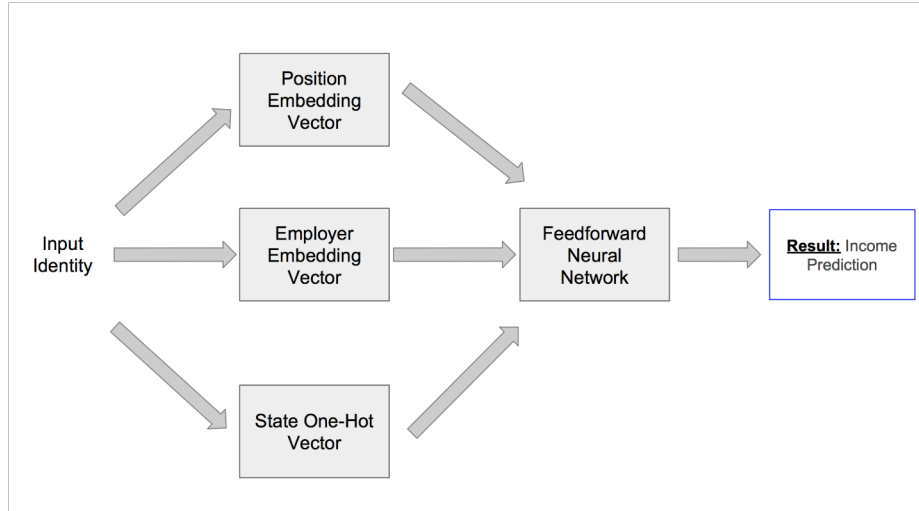 Position
Embedding
Vector
Input
Identity
Employer
Embedding
Vector
Feedforward
Neural
Network
Result: Income
Prediction
State One-Hot
Vector